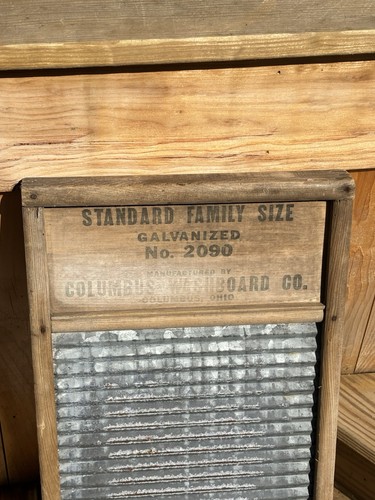 STANDARD FAMILY SIZE
GALVANIZED
No. 2090
MANUFACTURED BY
COLUMBUS WASHBOARD CO.
COLUMBUS, OHIO